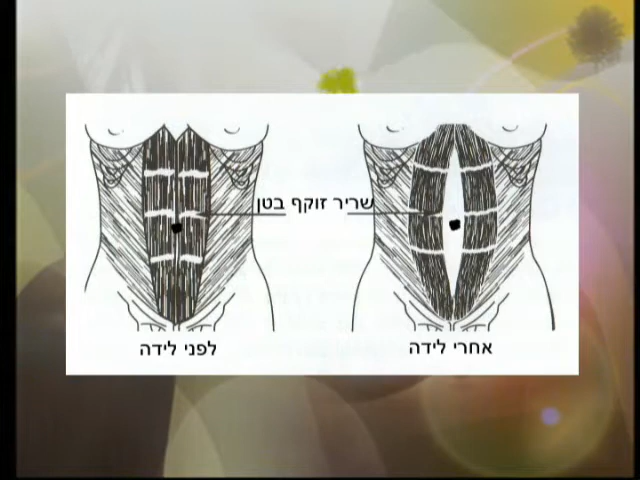 שריר זוקף בטן
לפני לידה
אחרי לידה